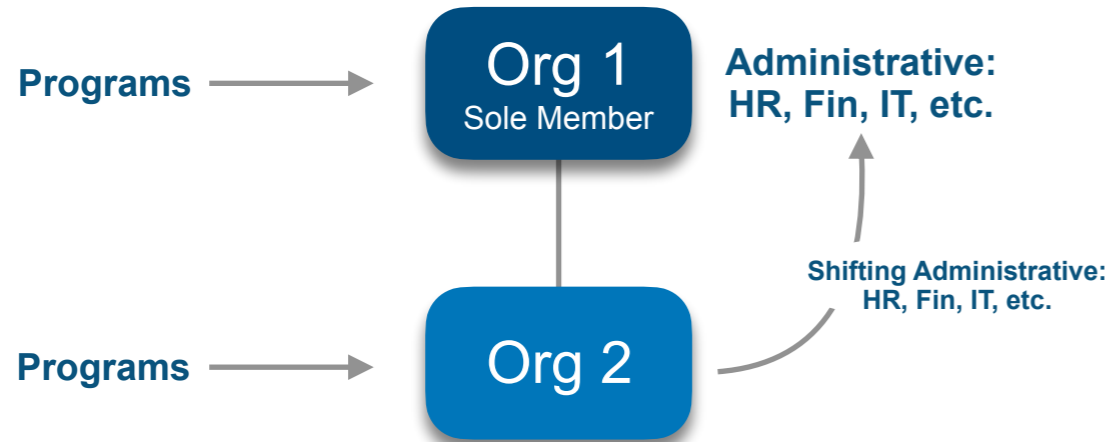 Programs
Org 1
Sole Member
Administrative:
HR, Fin, IT, etc.
Shifting Administrative:
HR, Fin, IT, etc.
Programs
Org 2